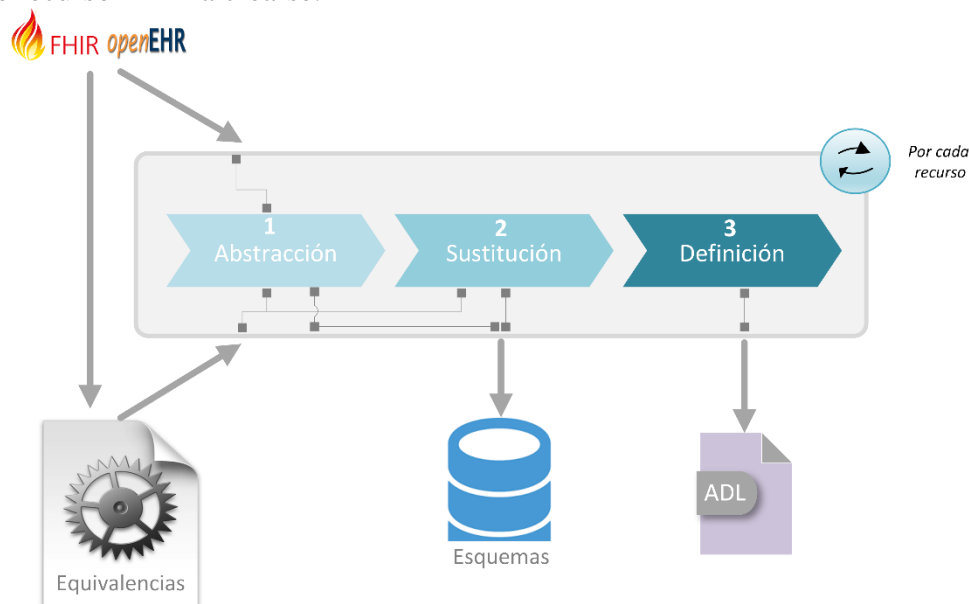 FHIR openEHR
Por cada
recurso
1
Abstracción
2
Sustitución
3
Definición
ADL
Esquemas
Equivalencias